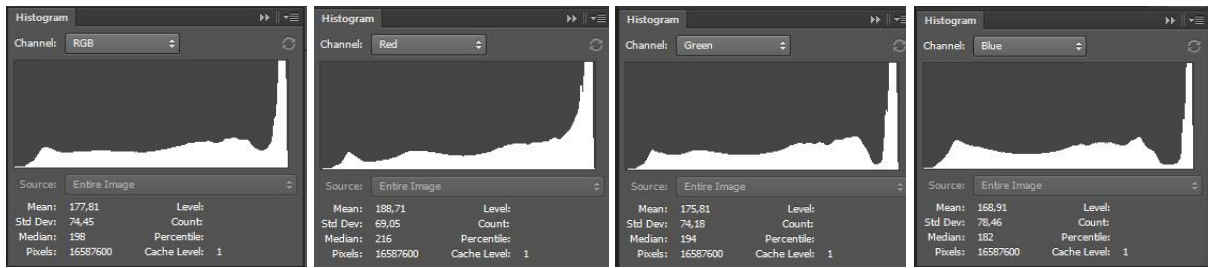 Histogram
Channel: RGB
Source: Entire Image
Mean: 177,81 Level:
Std Dev: 74,45 Count:
Median: 198 Percentile:
Pixels: 16587600 Cache Level: 1
Histogram
Channel: Red
Source: Entire Image
Mean: 188,71 Level:
Std Dev: 69,05 Count:
Median: 216 Percentile:
Pixels: 16587600 Cache Level: 1
Histogram
Channel: Green
Source: Entire Image
Mean: 175,81 Level:
Std Dev: 74,18 Count:
Median: 194 Percentile:
Pixels: 16587600 Cache Level: 1
Histogram
Channel: Blue
Source: Entire Image
Mean: 168,91 Level:
Std Dev: 78,46 Count:
Median: 182 Percentile:
Pixels: 16587600 Cache Level: 1